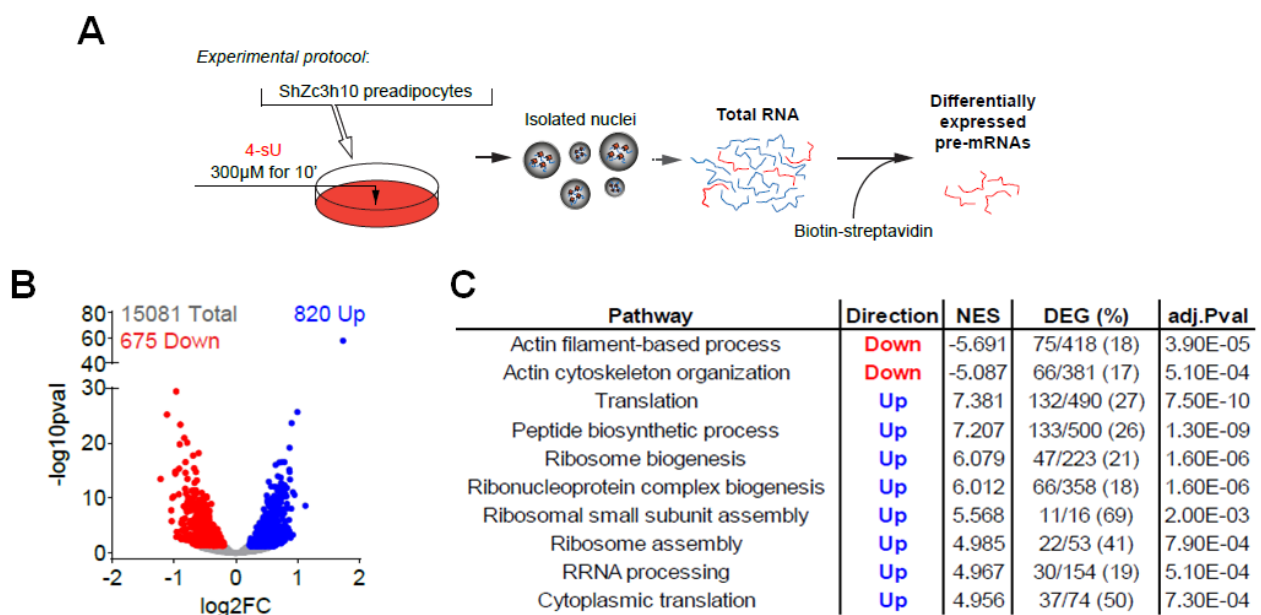 A
Experimental protocol:
ShZc3h10 preadipocytes
4-sU
300µM for 10'
Isolated nuclei
Total RNA
Differentially
expressed
pre-mRNAs
Biotin-streptavidin
B
15081 Total 820 Up
675 Down
-log10pval
80
60
40
30
20
10
0
-2 -1 0 1 2
log2FC
C
Pathway Direction NES DEG (%) adj.Pval
Actin filament-based process Down -5.691 75/418 (18) 3.90E-05
Actin cytoskeleton organization Down -5.087 66/381 (17) 5.10E-04
Translation Up 7.381 132/490 (27) 7.50E-10
Peptide biosynthetic process Up 7.207 133/500 (26) 1.30E-09
Ribosome biogenesis Up 6.079 47/223 (21) 1.60E-06
Ribonucleoprotein complex biogenesis Up 6.012 66/358 (18) 1.60E-06
Ribosomal small subunit assembly Up 5.568 11/16 (69) 2.00E-03
Ribosome assembly Up 4.985 22/53 (41) 7.90E-04
RRNA processing Up 4.967 30/154 (19) 5.10E-04
Cytoplasmic translation Up 4.956 37/74 (50) 7.30E-04